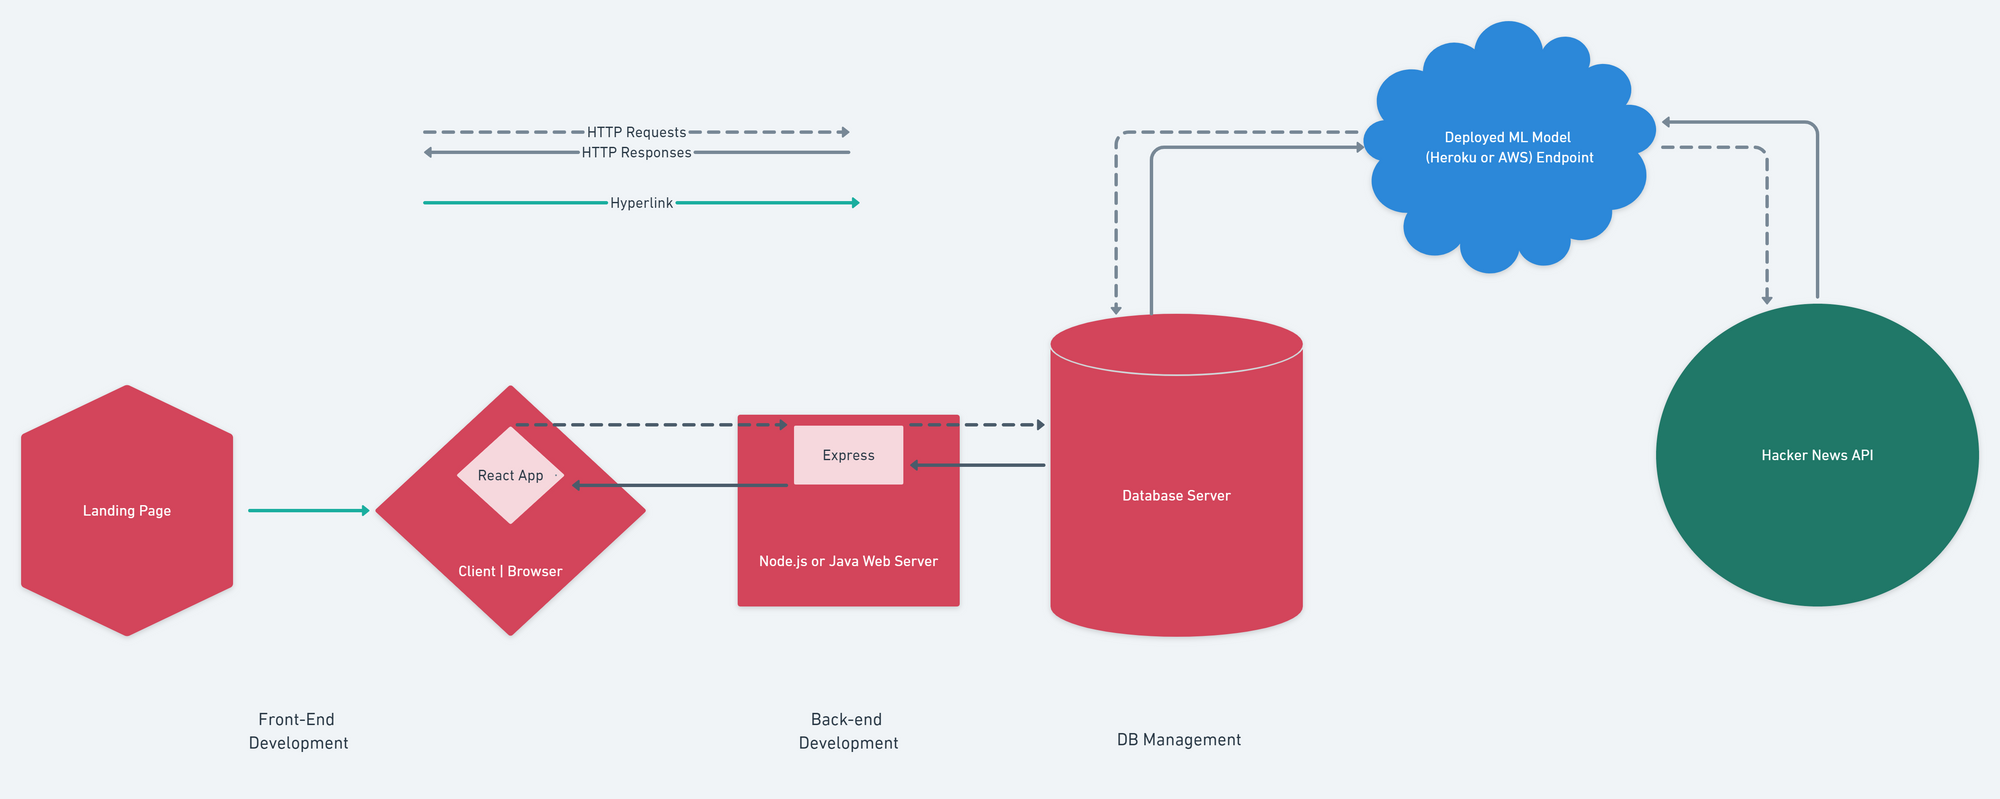 HTTP Requests
HTTP Responses
Hyperlink
Deployed ML Model
(Heroku or AWS) Endpoint
Landing Page
React App
Client | Browser
Express
Node.js or Java Web Server
Database Server
Hacker News API
Front-End
Development
Back-end
Development
DB Management